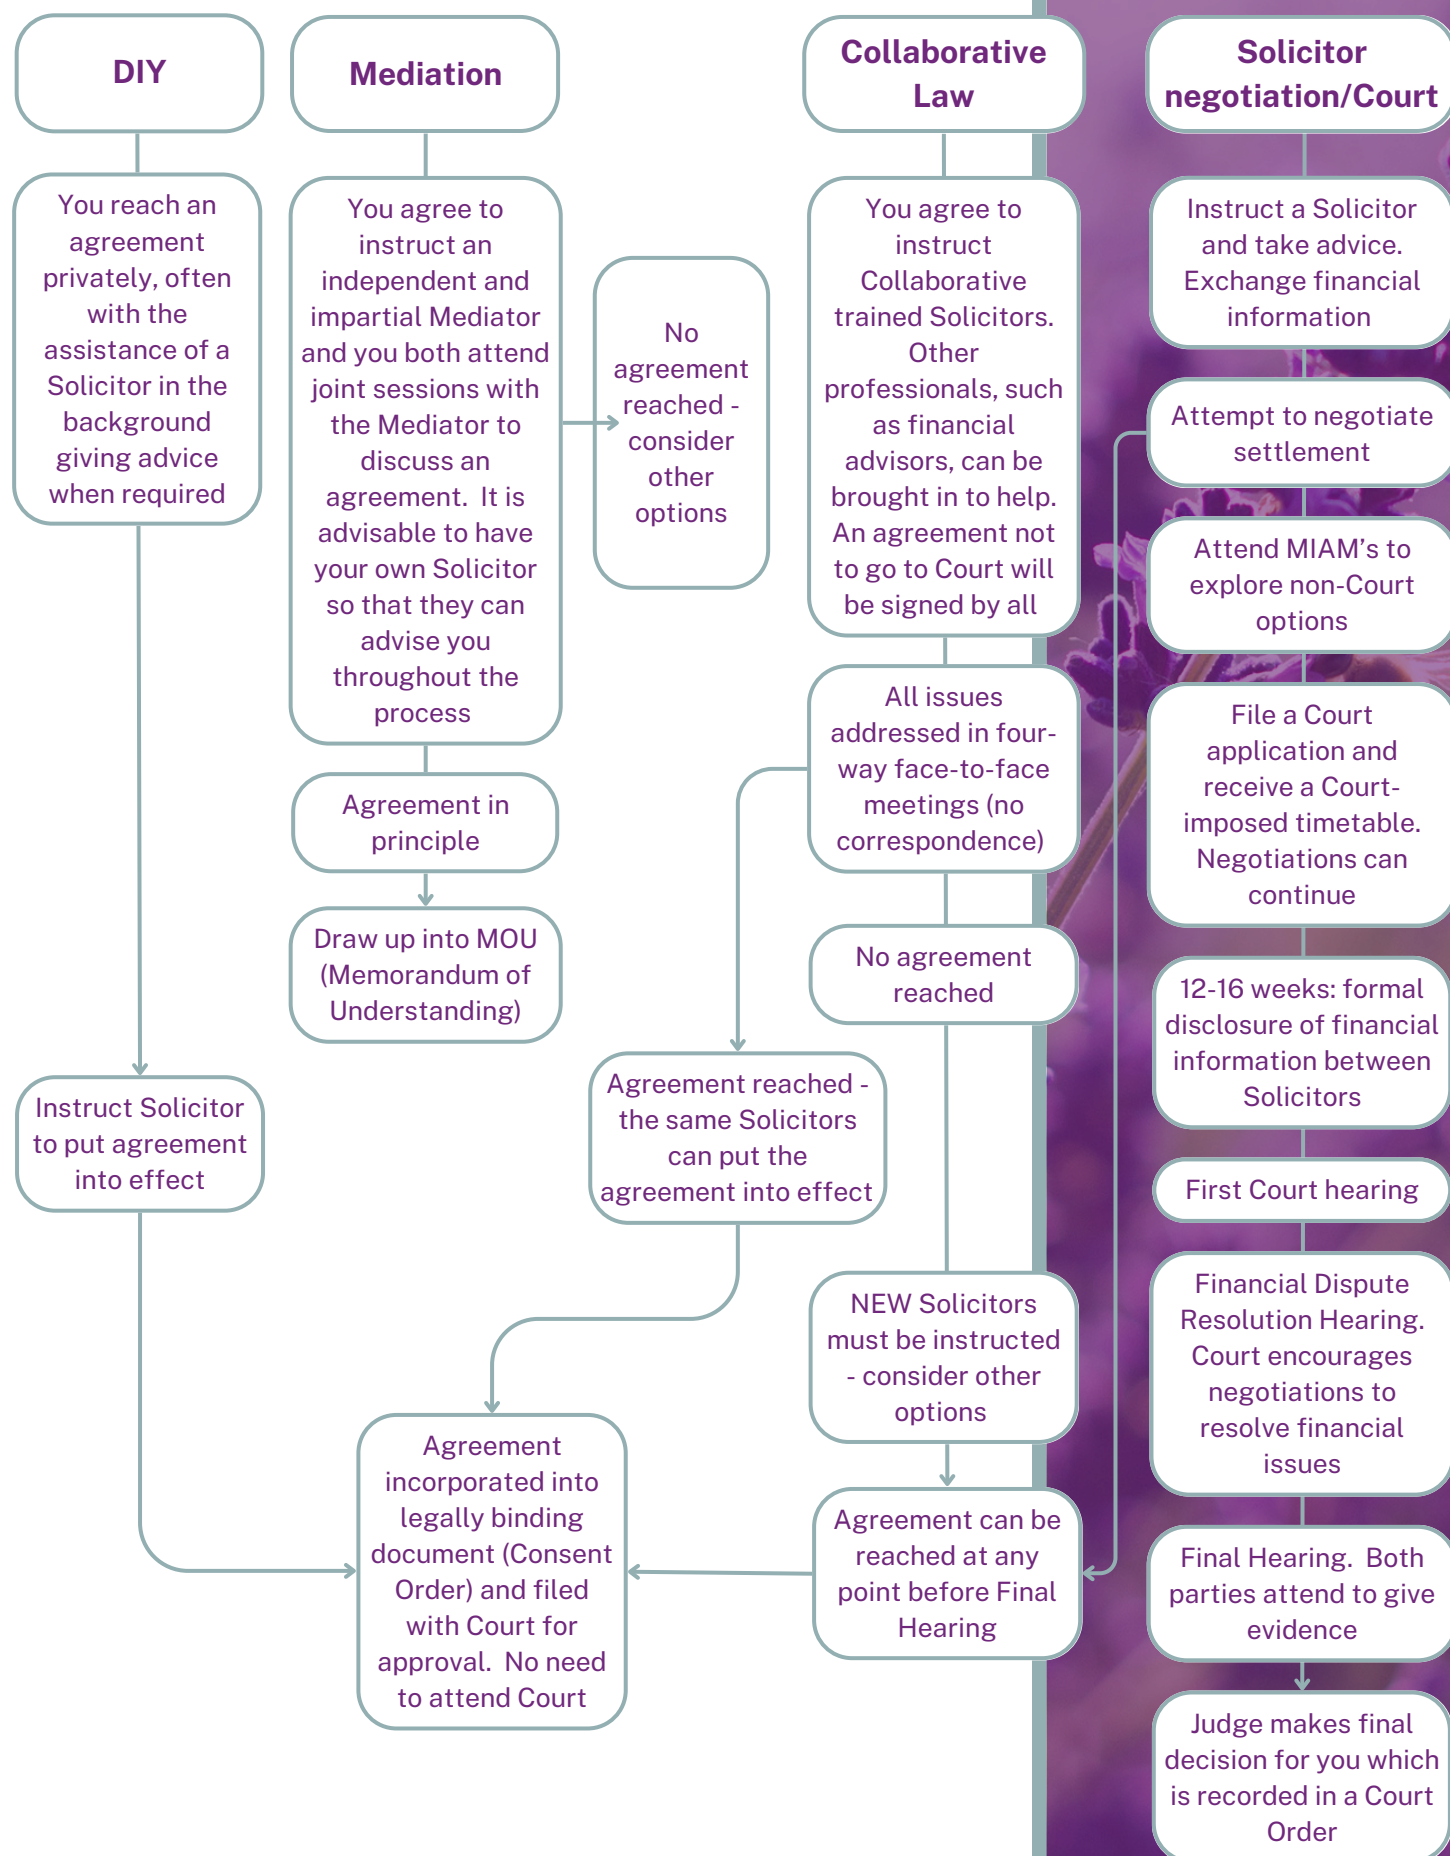 DIY
You reach an
agreement
privately, often
with the
assistance of a
Solicitor in the
background
giving advice
when required
Instruct Solicitor
to put agreement
into effect
Mediation
You agree to
instruct an
independent and
impartial Mediator
and you both attend
joint sessions with
the Mediator to
discuss an
agreement. It is
advisable to have
your own Solicitor
so that they can
advise you
throughout the
process
No
agreement
reached -
consider
other
options
Agreement in
principle
Draw up into MOU
(Memorandum of
Understanding)
Collaborative
Law
You agree to
instruct
Collaborative
trained Solicitors.
Other
professionals, such
as financial
advisors, can be
brought in to help.
An agreement not
to go to Court will
be signed by all
All issues
addressed in four-
way face-to-face
meetings (no
correspondence)
No agreement
reached
Agreement reached -
the same Solicitors
can put the
agreement into effect
NEW Solicitors
must be instructed
- consider other
options
Agreement can be
reached at any
point before Final
Hearing
Agreement
incorporated into
legally binding
document (Consent
Order) and filed
with Court for
approval. No need
to attend Court
Solicitor
negotiation/Court
Instruct a Solicitor
and take advice.
Exchange financial
information
Attempt to negotiate
settlement
Attend MIAM’s to
explore non-Court
options
File a Court
application and
receive a Court-
imposed timetable.
Negotiations can
continue
12-16 weeks: formal
disclosure of financial
information between
Solicitors
First Court hearing
Financial Dispute
Resolution Hearing.
Court encourages
negotiations to
resolve financial
issues
Final Hearing. Both
parties attend to give
evidence
Judge makes final
decision for you which
is recorded in a Court
Order